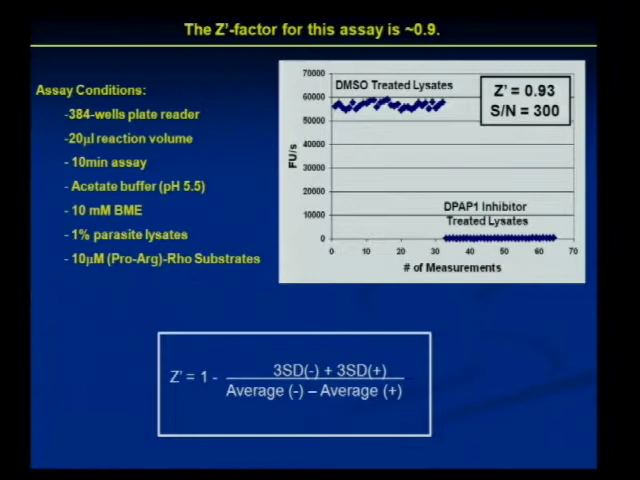 The Z'-factor for this assay is ~0.9.
Assay Conditions:
-384-wells plate reader
-20µl reaction volume
- 10min assay
- Acetate buffer (pH 5.5)
- 10 mM BME
- 1% parasite lysates
- 10µM (Pro-Arg)-Rho Substrates
70000
60000
50000
40000
30000
20000
10000
0
FU/s
DMSO Treated Lysates
Z' = 0.93
S/N = 300
DPAP1 Inhibitor
Treated Lysates
0 10 20 30 40 50 60 70
# of Measurements
Z' = 1 - 3SD(-) + 3SD(+)
Average (-) – Average (+)